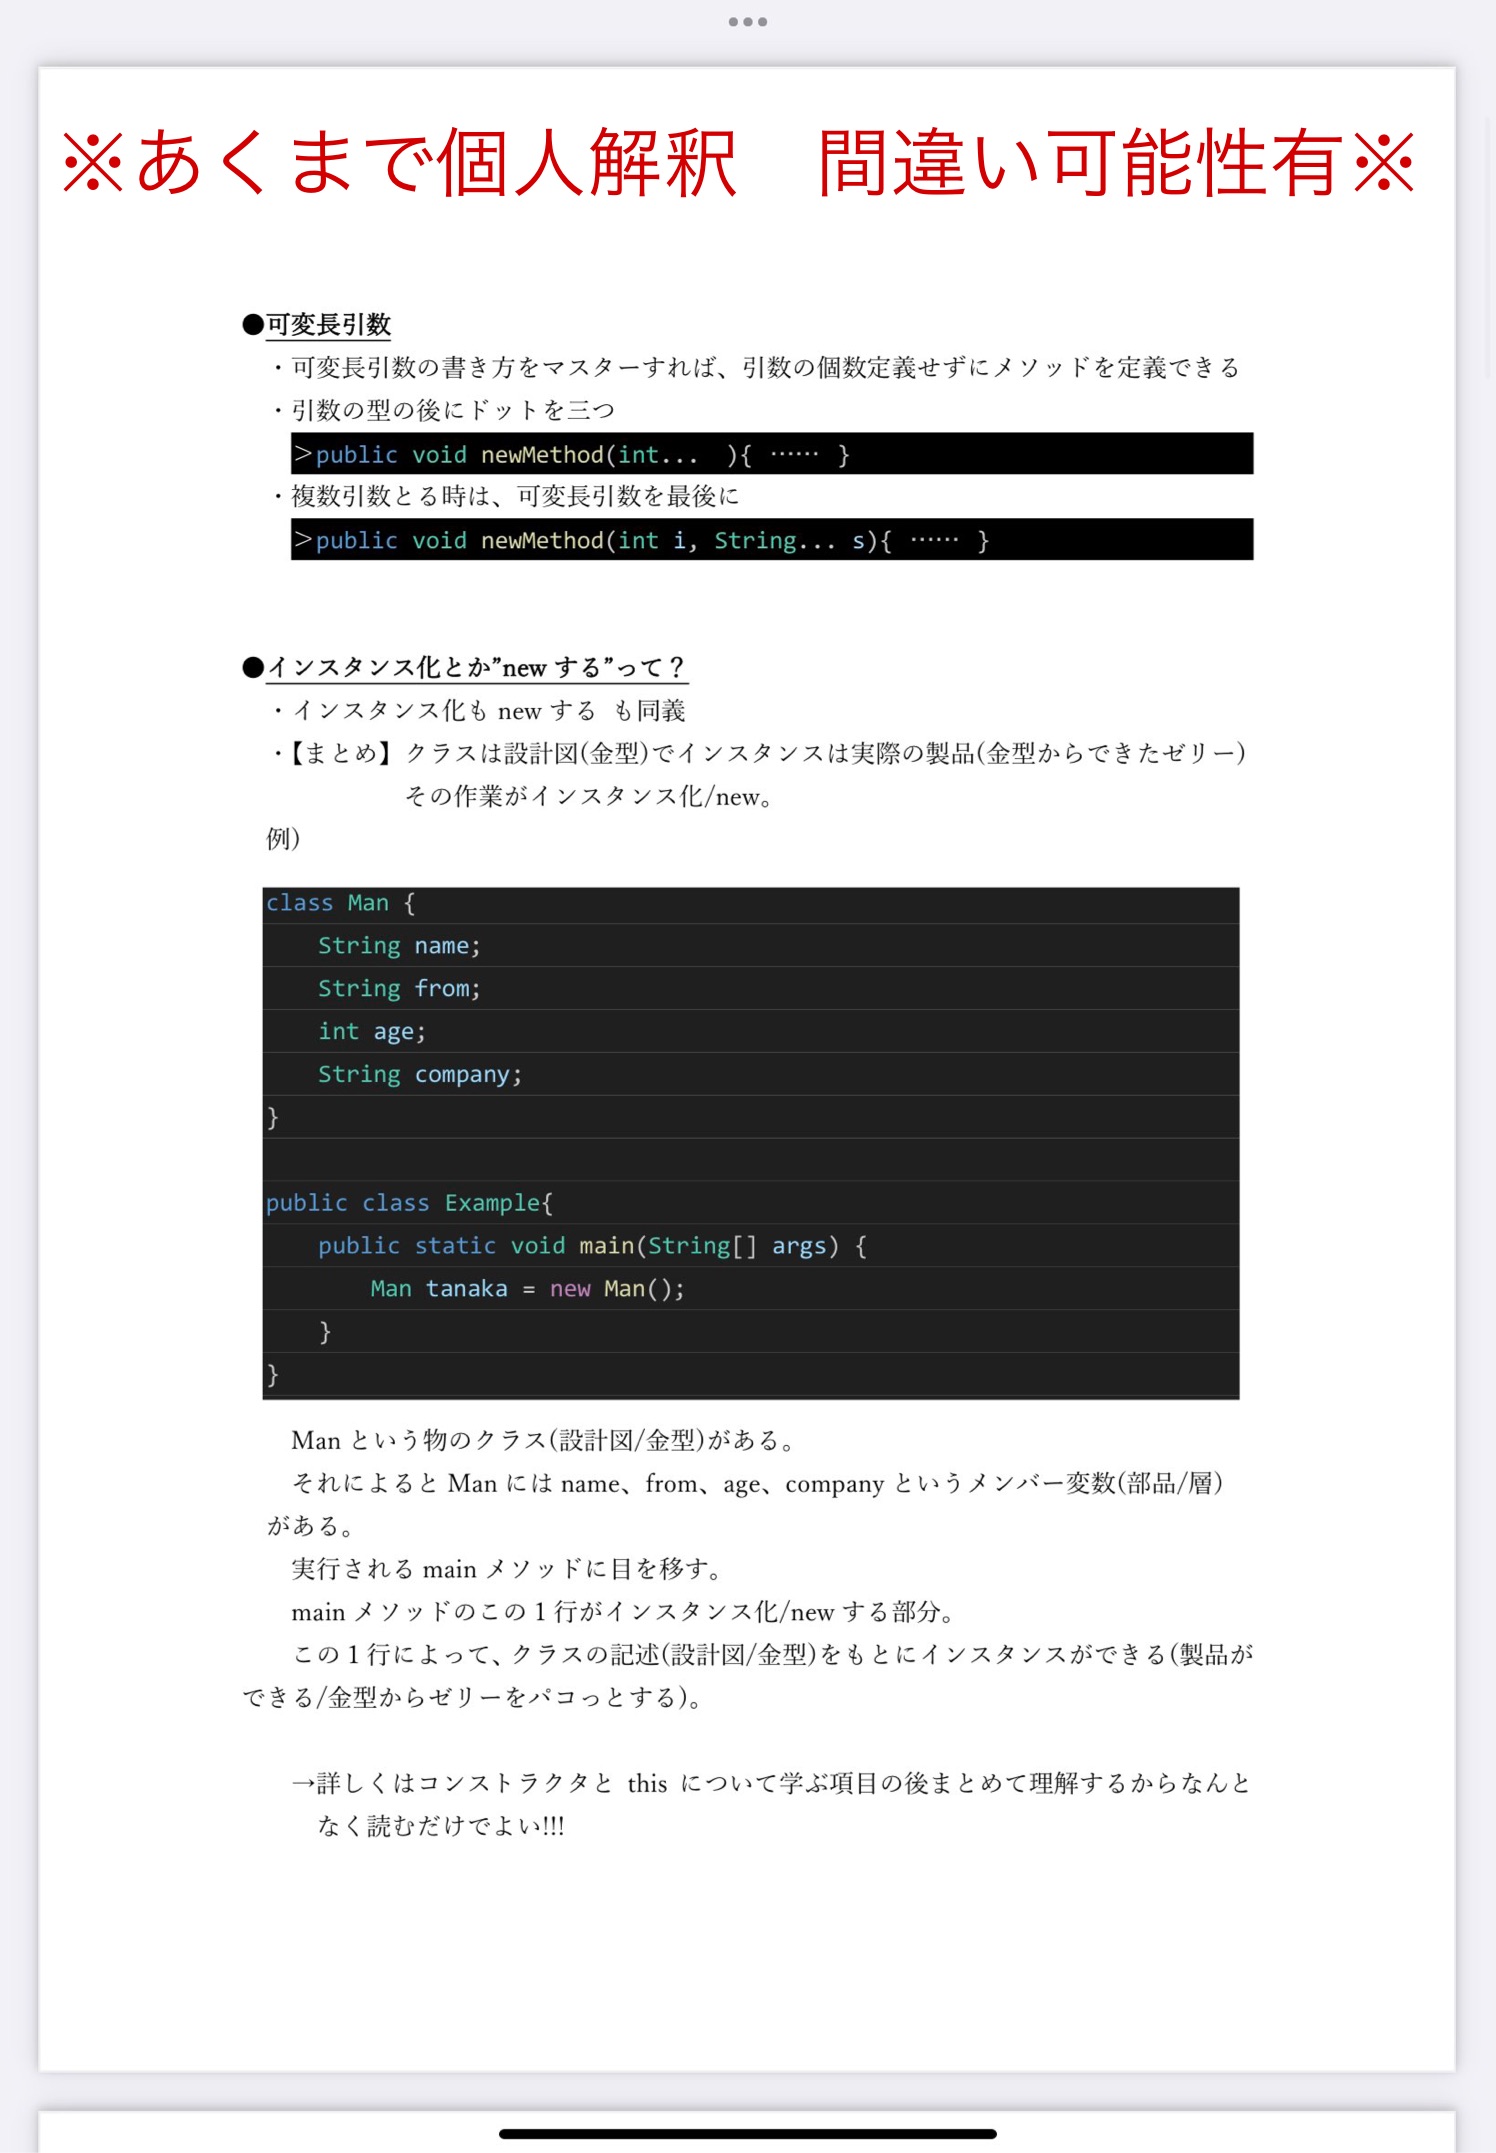 ※あくまで個人解釈　間違い可能性有※
●可変長引数
・可変長引数の書き方をマスターすれば、引数の個数定義せずにメソッドを定義できる
・引数の型の後にドットを三つ
>public void newMethod(int...  ){ …… }
・複数引数とる時は、可変長引数を最後に
>public void newMethod(int i, String... s){ …… }
●インスタンス化とか”new する”って？
・インスタンス化も new する も同義
・【まとめ】クラスは設計図(金型)でインスタンスは実際の製品(金型からできたゼリー)
その作業がインスタンス化/new。
例)
class Man {
String name;
String from;
int age;
String company;
}
public class Example{
public static void main(String[] args) {
Man tanaka = new Man();
}
}
Man という物のクラス(設計図/金型)がある。
それによると Man には name、from、age、company というメンバー変数(部品/層)
がある。
実行される main メソッドに目を移す。
main メソッドのこの 1 行がインスタンス化/new する部分。
この 1 行によって、クラスの記述(設計図/金型)をもとにインスタンスができる(製品が
できる/金型からゼリーをパコっとする)。
→詳しくはコンストラクタと this について学ぶ項目の後まとめて理解するからなんと
なく読むだけでよい!!!